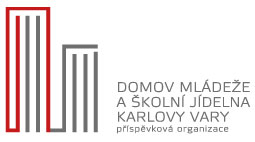 DOMOV MLÁDEŽE
A ŠKOLNÍ JÍDELNA
KARLOVY VARY
příspěvková organizace